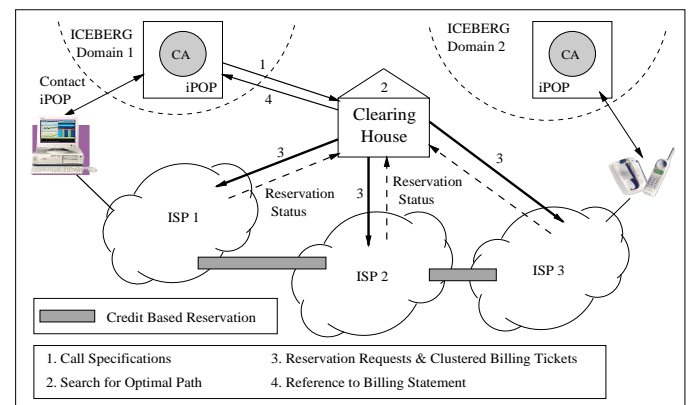 ICEBERG
Domain 1
CA
iPOP
Contact
iPOP
1
4
2
Clearing
House
ICEBERG
Domain 2
CA
iPOP
3
3
3
Reservation
Status
Reservation
Status
ISP 1
ISP 2
ISP 3
Credit Based Reservation
1. Call Specifications
2. Search for Optimal Path
3. Reservation Requests & Clustered Billing Tickets
4. Reference to Billing Statement